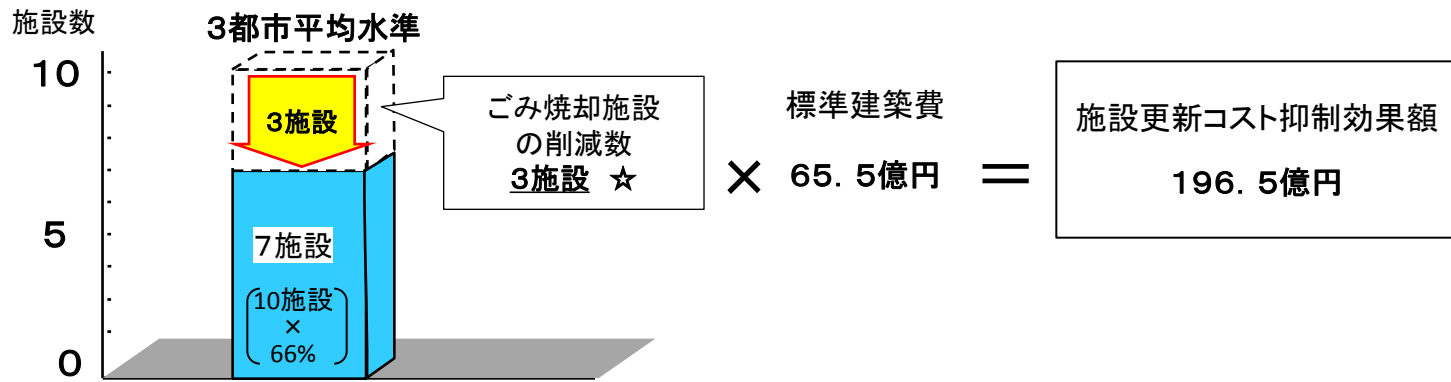 施設数
3都市平均水準
10
5
0
3施設
7施設
10施設
×
66%
ごみ焼却施設
の削減数
3施設 ☆
×
標準建築費
65.5億円
＝
施設更新コスト抑制効果額
196.5億円